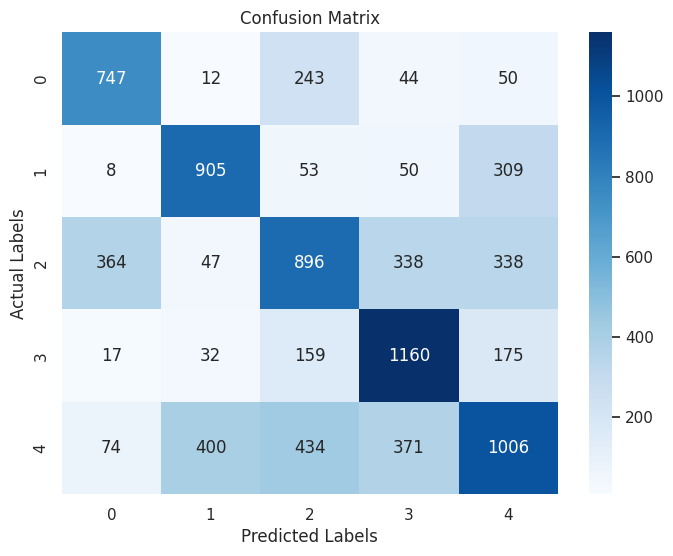 Confusion Matrix
Actual Labels
0 747 12 243 44 50
1 8 905 53 50 309
2 364 47 896 338 338
3 17 32 159 1160 175
4 74 400 434 371 1006
0 1 2 3 4
Predicted Labels
1000
800
600
400
200